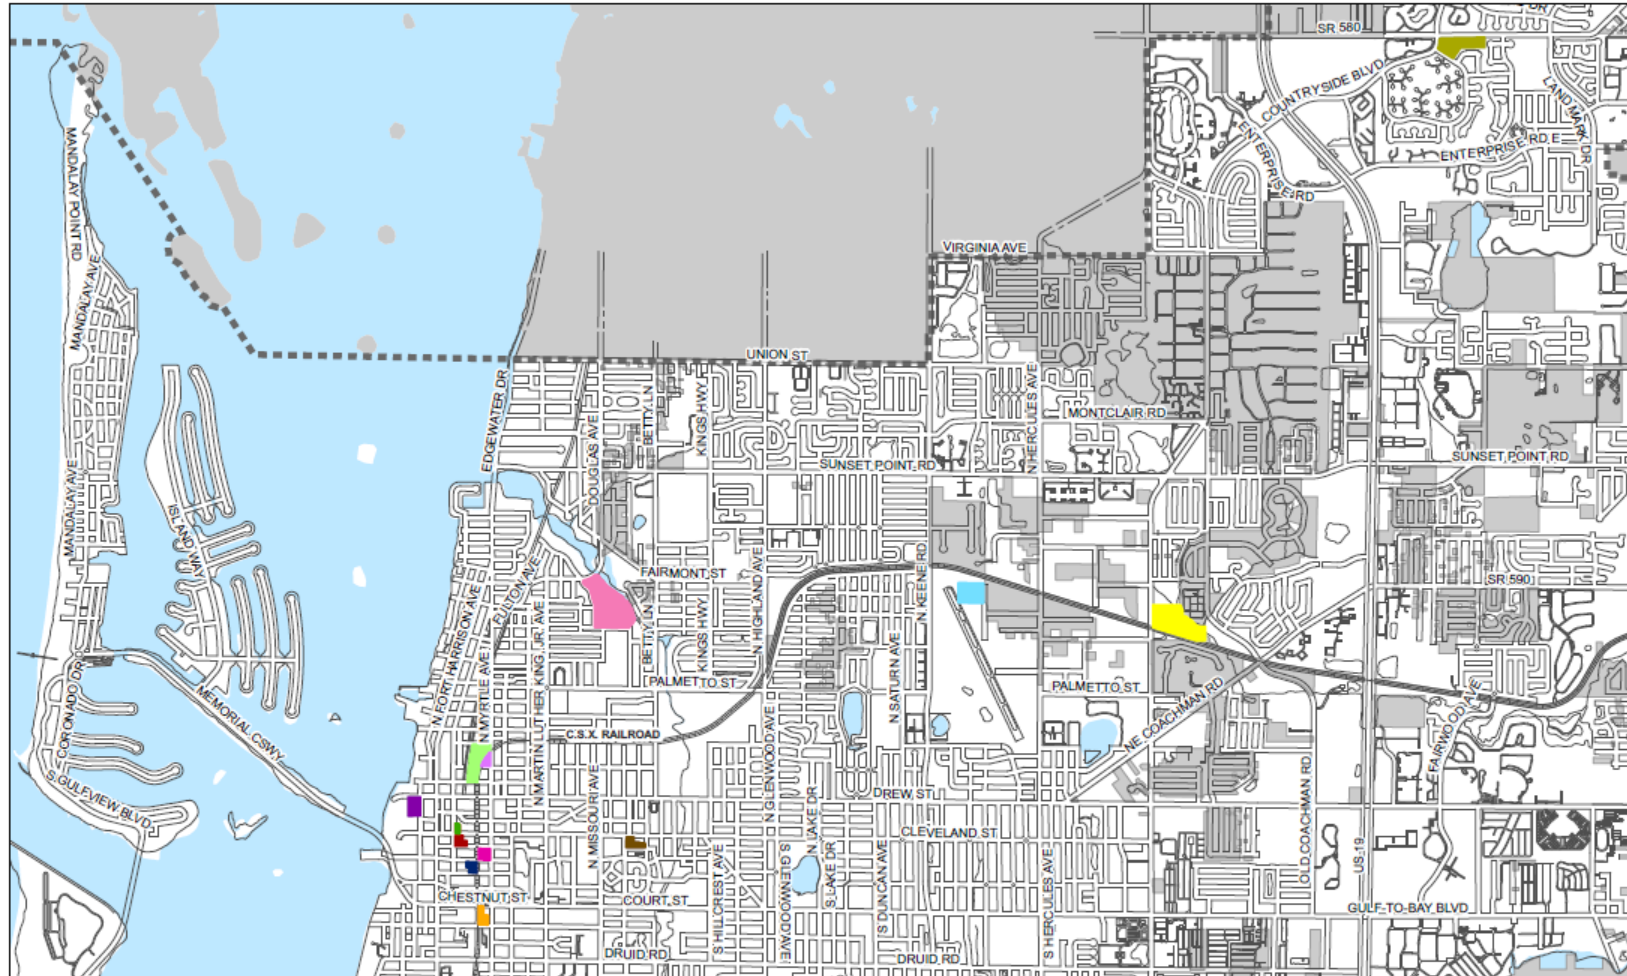 DR
SR 580
COUNTRYSIDE BLVD
LAND MARK DR
ENTERPRISE RD
ENTERPRISE RD E
MANDALAY POINT RD
VIRGINIA AVE
MANDALAY AVE
UNION ST
EDGEWATER DR
DOUGLAS AVE
BETTY LN
KINGS HWY
N HERCULES AVE
MONTCLAIR RD
SUNSET POINT RD
SUNSET POINT RD
MANDALAY AVE
ISLAND WAY
FULTON AVE
FAIRMONT ST
N HIGHLAND AVE
N KEENE RD
SR 590
N FORT HARRISON AVE
N MYRTLE AVE
N MARTIN LUTHER KING, JR. AVE
BETTY LN
KINGS HWY
N SATURN AVE
PALMETTO ST
PALMETTO ST
CORONADO DR
MEMORIAL CSWY
NE COACHMAN RD
FAIRWOOD AVE
C.S.X. RAILROAD
S GULFVIEW BLVD
N MISSOURI AVE
N GLENWOOD AVE
N LAKE DR
DREW ST
OLD COACHMAN RD
CLEVELAND ST
US 19
S HILLCREST AVE
S GLENWOOD AVE
S LAKE DR
S DUNCAN AVE
S HERCULES AVE
CHESTNUT ST
COURT ST
GULF-TO-BAY BLVD
DRUID RD
DRUID RD